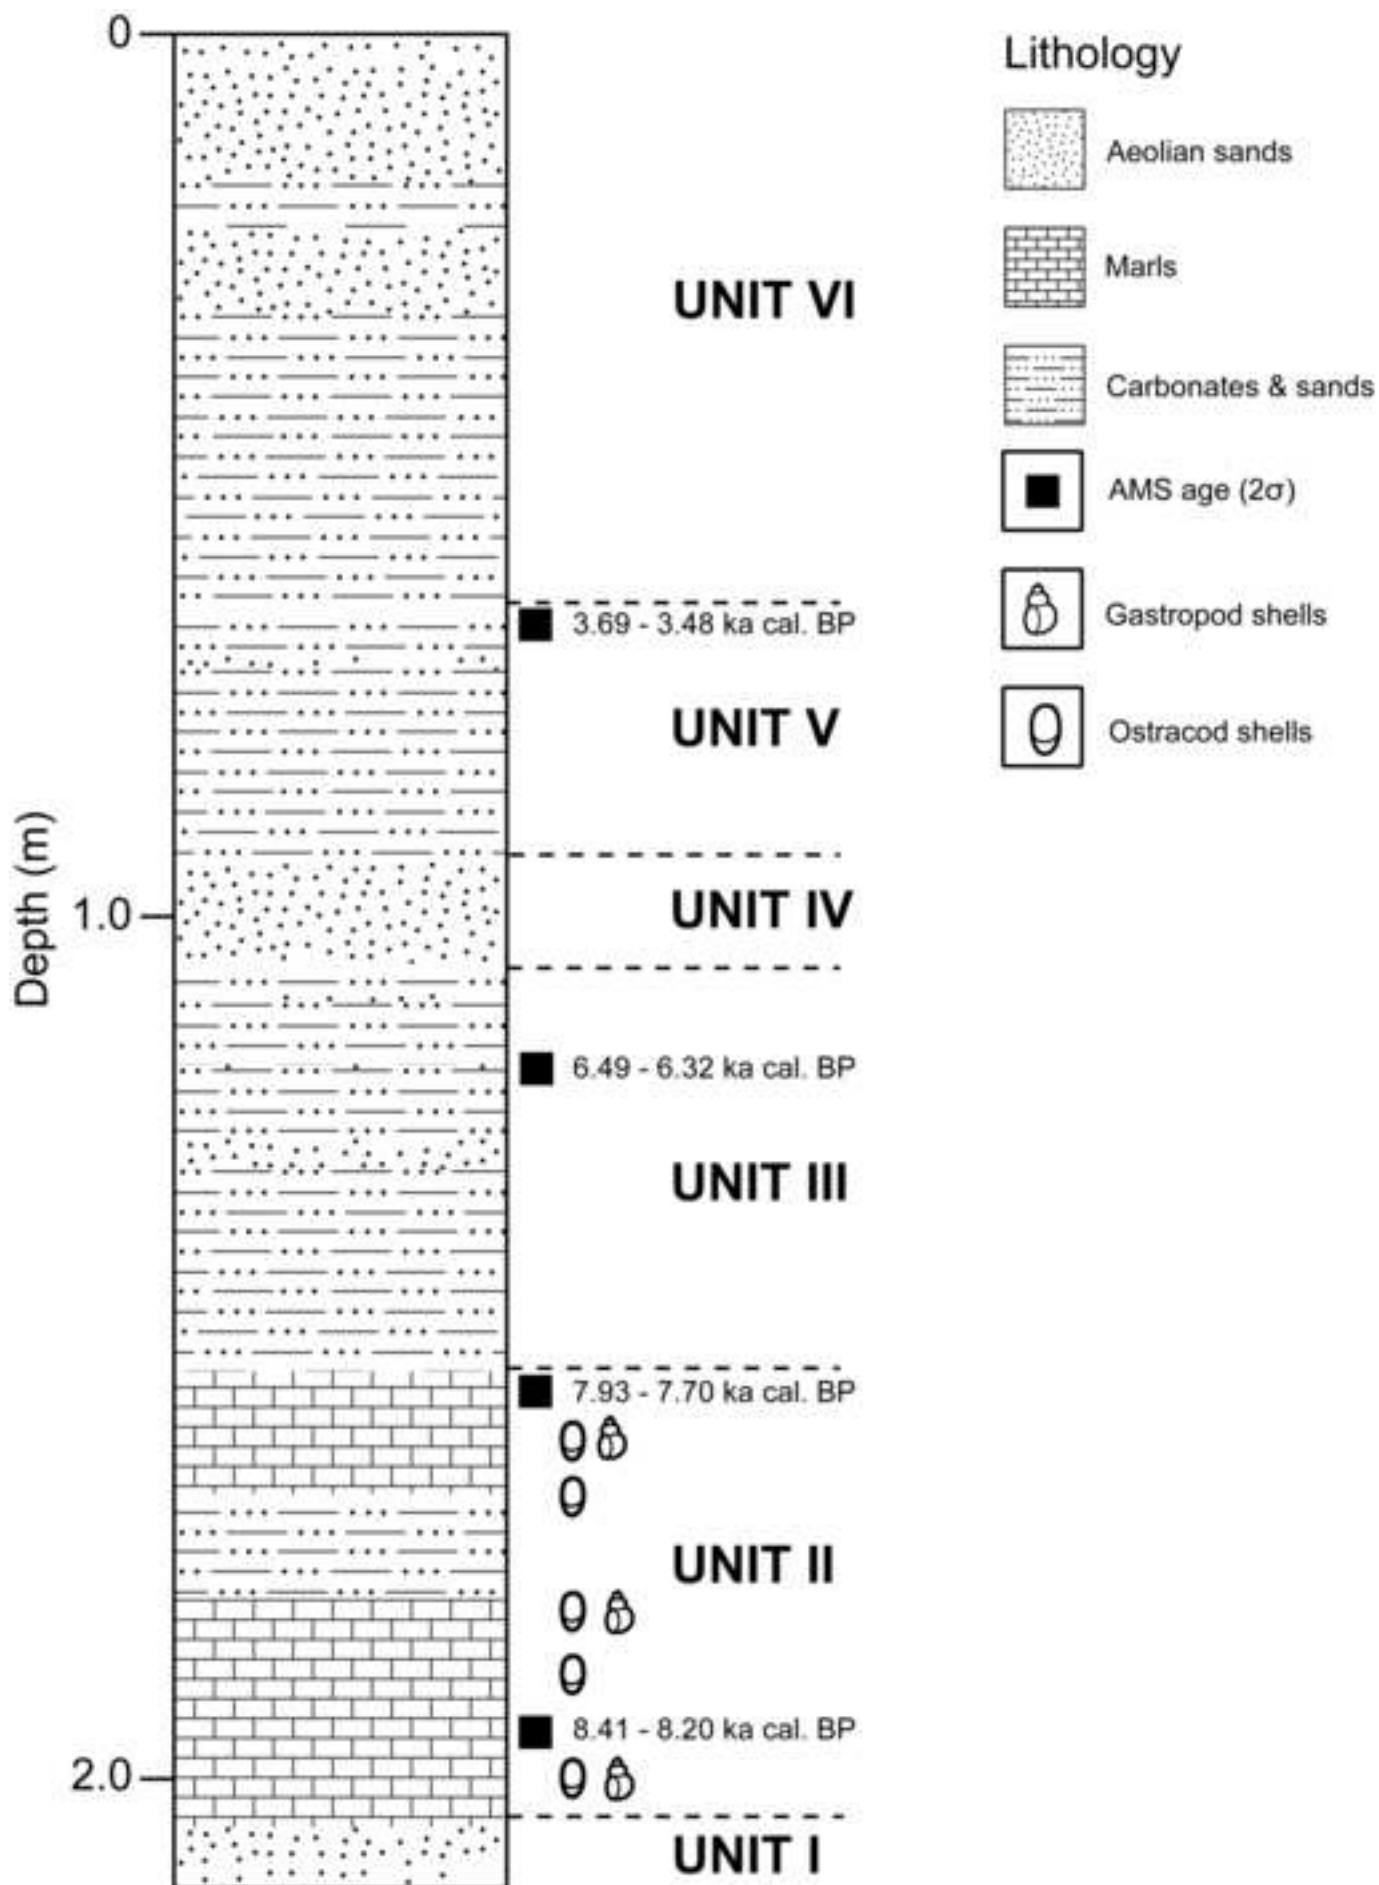 0
Lithology
Aeolian sands
Marls
UNIT VI
Carbonates & sands
AMS age (2σ)
3.69 - 3.48 ka cal. BP
Gastropod shells
UNIT V
Ostracod shells
Depth (m)
1.0
UNIT IV
6.49 - 6.32 ka cal. BP
UNIT III
7.93 - 7.70 ka cal. BP
UNIT II
8.41 - 8.20 ka cal. BP
2.0
UNIT I